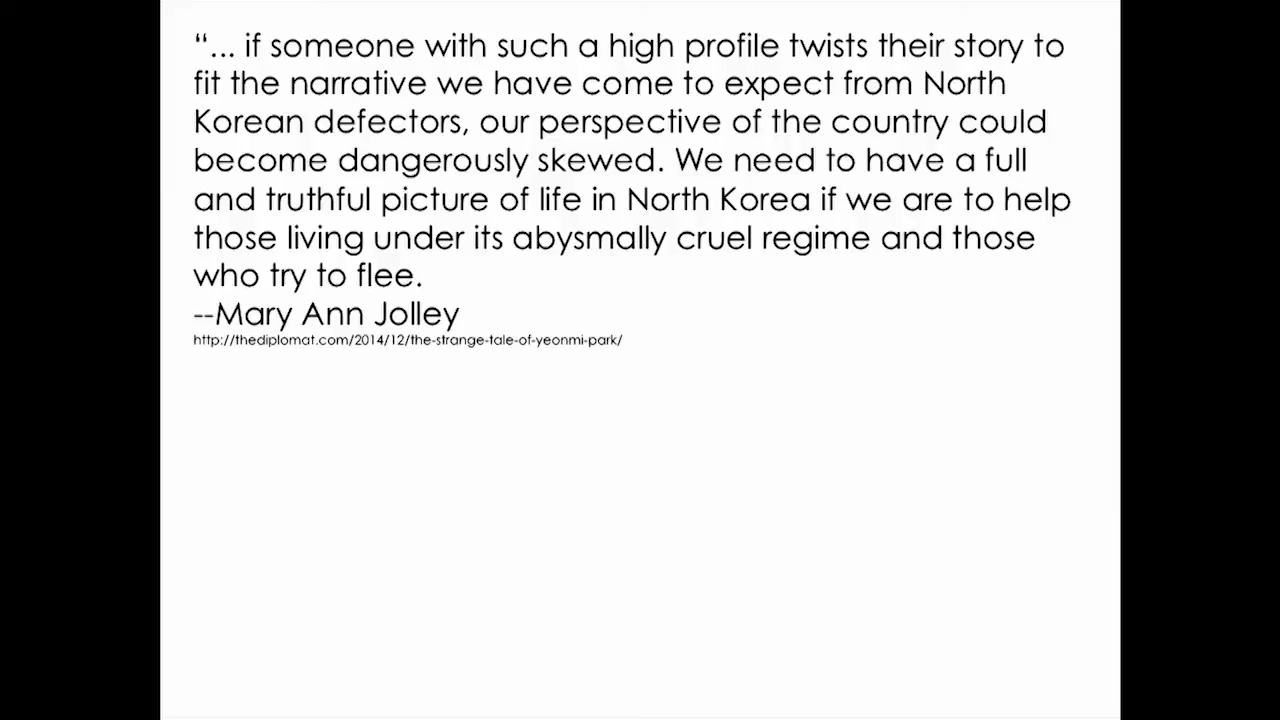 “... if someone with such a high profile twists their story to
fit the narrative we have come to expect from North
Korean defectors, our perspective of the country could
become dangerously skewed. We need to have a full
and truthful picture of life in North Korea if we are to help
those living under its abysmally cruel regime and those
who try to flee.
--Mary Ann Jolley
http://thediplomat.com/2014/12/the-strange-tale-of-yeonmi-park/